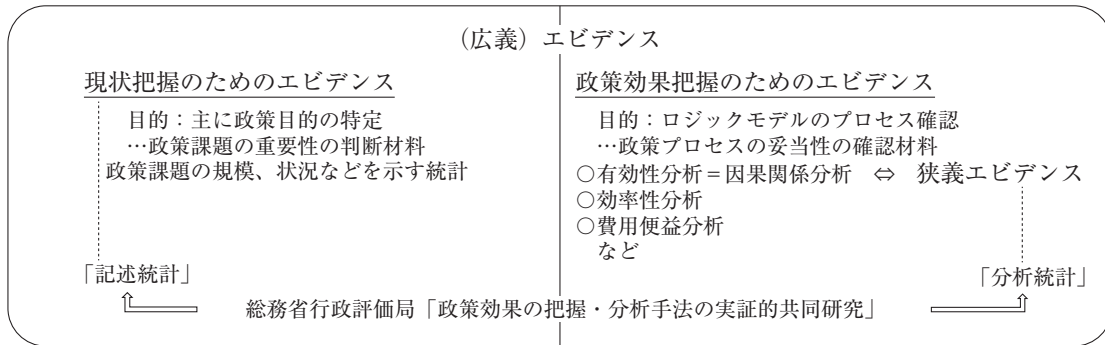 （広義）エビデンス
現状把握のためのエビデンス
目的：主に政策目的の特定
…政策課題の重要性の判断材料
政策課題の規模、状況などを示す統計
「記述統計」
政策効果把握のためのエビデンス
目的：ロジックモデルのプロセス確認
…政策プロセスの妥当性の確認材料
○有効性分析＝因果関係分析　⇔　狭義エビデンス
○効率性分析
○費用便益分析
など
「分析統計」
総務省行政評価局「政策効果の把握・分析手法の実証的共同研究」